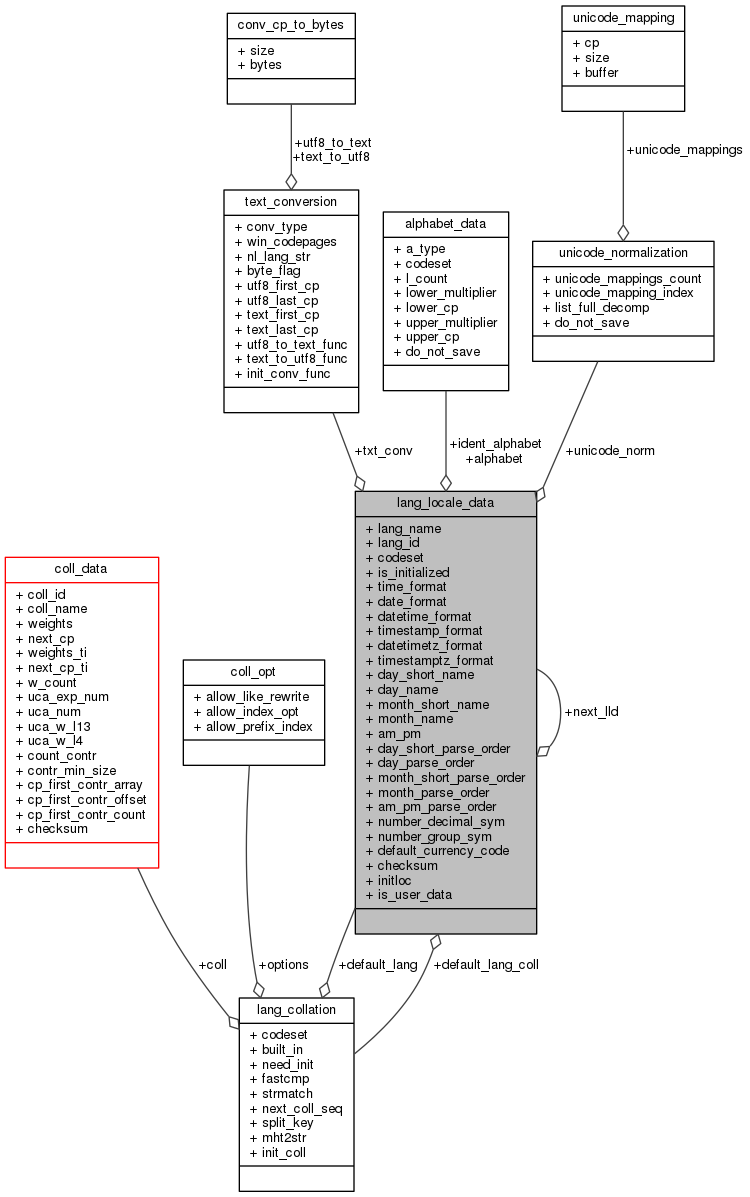 conv_cp_to_bytes
+ size
+ bytes
unicode_mapping
+ cp
+ size
+ buffer
+utf8_to_text
+text_to_utf8
+unicode_mappings
text_conversion
+ conv_type
+ win_codepages
+ nl_lang_str
+ byte_flag
+ utf8_first_cp
+ utf8_last_cp
+ text_first_cp
+ text_last_cp
+ utf8_to_text_func
+ text_to_utf8_func
+ init_conv_func
alphabet_data
+ a_type
+ codeset
+ l_count
+ lower_multiplier
+ lower_cp
+ upper_multiplier
+ upper_cp
+ do_not_save
unicode_normalization
+ unicode_mappings_count
+ unicode_mapping_index
+ list_full_decomp
+ do_not_save
+txt_conv
+ident_alphabet
+alphabet
+unicode_norm
lang_locale_data
+ lang_name
+ lang_id
+ codeset
+ is_initialized
+ time_format
+ date_format
+ datetime_format
+ timestamp_format
+ datetimetz_format
+ timestamptz_format
+ day_short_name
+ day_name
+ month_short_name
+ month_name
+ am_pm
+ day_short_parse_order
+ day_parse_order
+ month_short_parse_order
+ month_parse_order
+ am_pm_parse_order
+ number_decimal_sym
+ number_group_sym
+ default_currency_code
+ checksum
+ initloc
+ is_user_data
+next_lld
coll_data
+ coll_id
+ coll_name
+ weights
+ next_cp
+ weights_ti
+ next_cp_ti
+ w_count
+ uca_exp_num
+ uca_num
+ uca_w_l13
+ uca_w_l4
+ count_contr
+ contr_min_size
+ cp_first_contr_array
+ cp_first_contr_offset
+ cp_first_contr_count
+ checksum
coll_opt
+ allow_like_rewrite
+ allow_index_opt
+ allow_prefix_index
+coll
+options
+default_lang
+default_lang_coll
lang_collation
+ codeset
+ built_in
+ need_init
+ fastcmp
+ strmatch
+ next_coll_seq
+ split_key
+ mht2str
+ init_coll